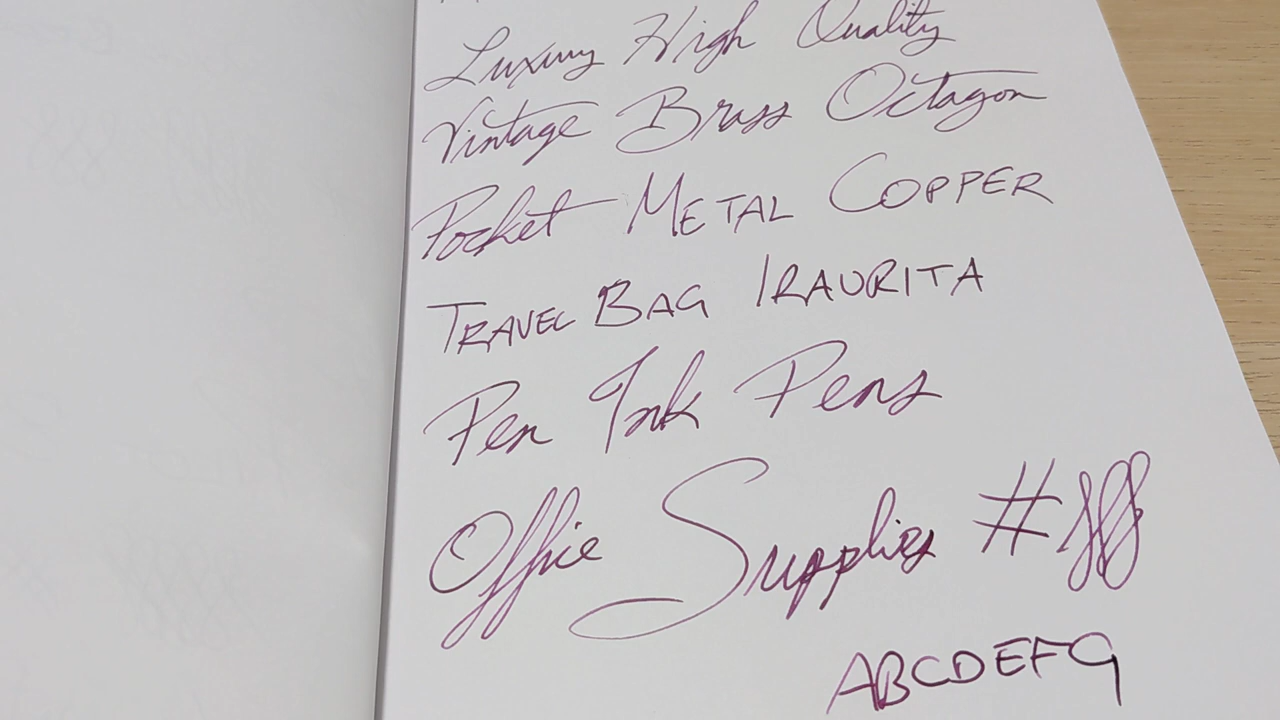 Luxury High Quality
Vintage Brass Octagon
Pocket METAL COPPER
TRAVEL BAG IRAURITA
Pen Ink Pens
Office Supplies #
ABCDEFG